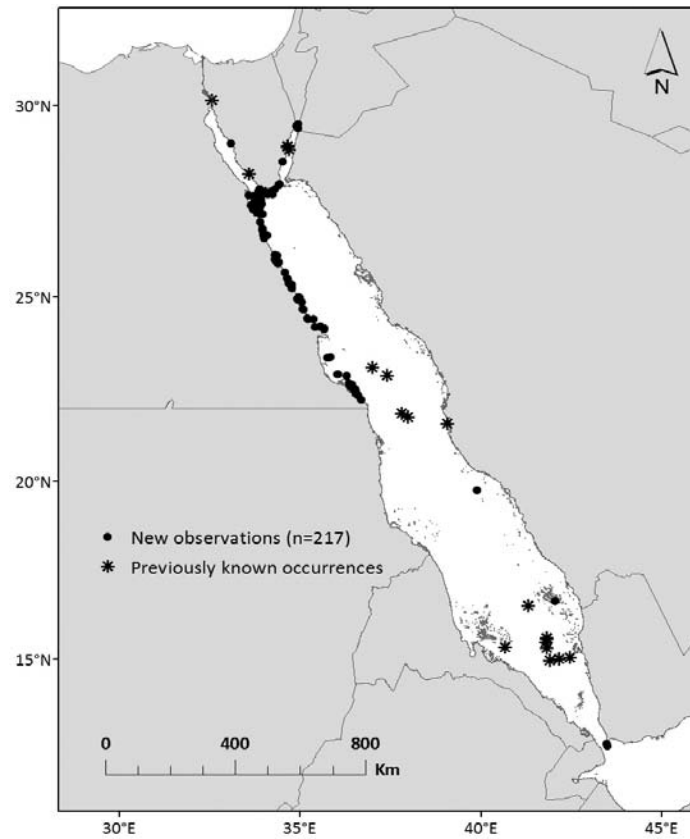 N
30°N
25°N
20°N
15°N
New observations (n=217)
Previously known occurrences
0 400 800
Km
30°E 35°E 40°E 45°E